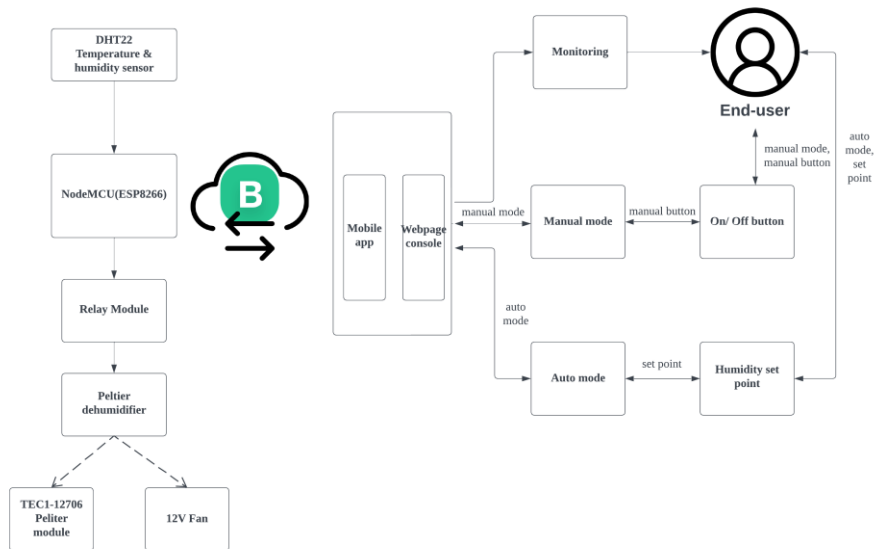 DHT22
Temperature &
humidity sensor
NodeMCU(ESP8266)
Relay Module
Peltier
dehumidifier
TEC1-12706
Peliter
module
12V Fan
B
Mobile
app
Webpage
console
Monitoring
End-user
manual mode
Manual mode
manual button
On/ Off button
manual mode,
manual button
auto
mode,
set
point
auto
mode
Auto mode
set point
Humidity set
point